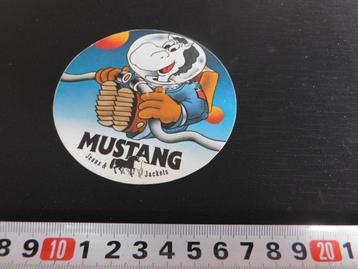 MUSTANG
Jeans & Jackets
8 9 10 1 2 3 4 5 6 7 8 9 20 1